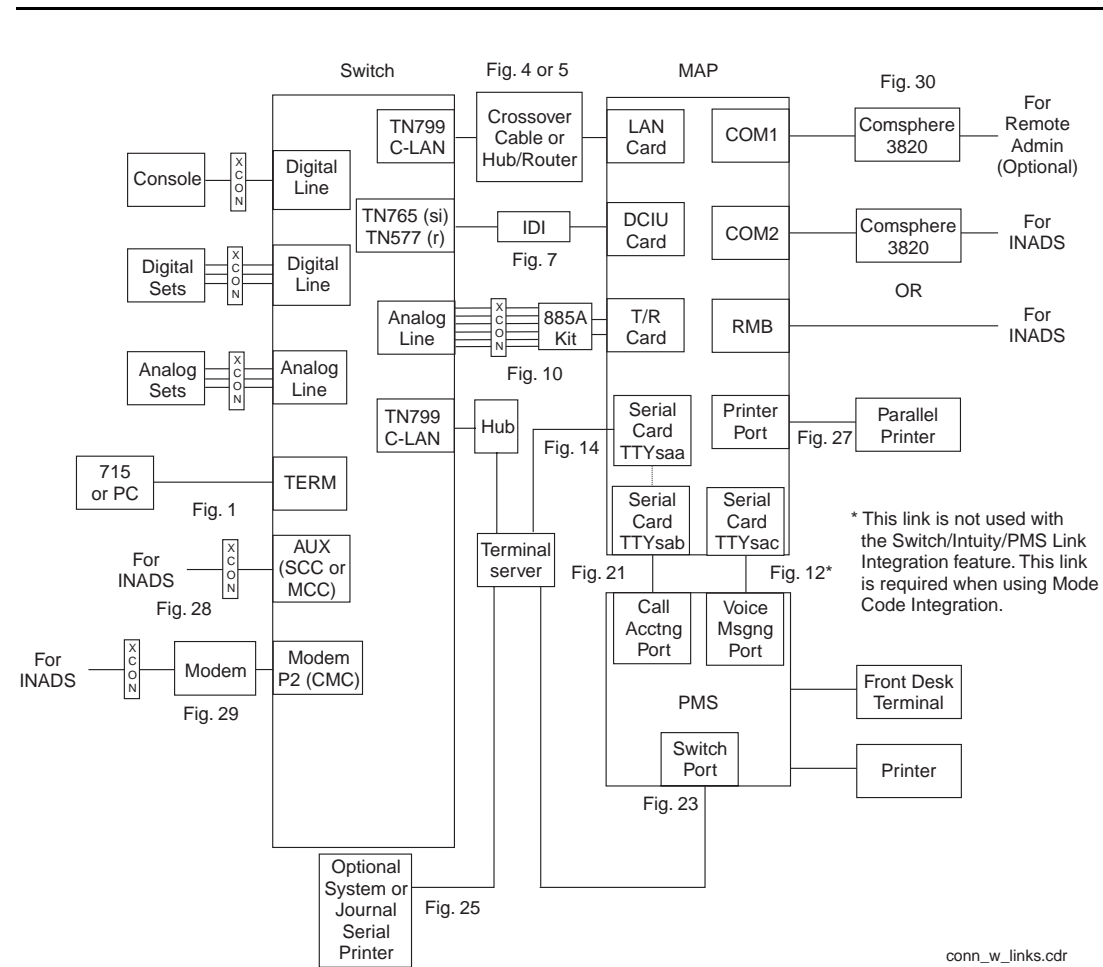 Switch
Fig. 4 or 5
MAP
Fig. 30
TN799
C-LAN
Crossover
Cable or
Hub/Router
LAN
Card
COM1
Comsphere
3820
For
Remote
Admin
(Optional)
Console
XCON
Digital
Line
TN765 (si)
TN577 (r)
IDI
Fig. 7
DCIU
Card
COM2
Comsphere
3820
For
INADS
Digital
Sets
XCON
Digital
Line
OR
Analog
Line
XCON
885A
Kit
Fig. 10
T/R
Card
RMB
For
INADS
Analog
Sets
XCON
Analog
Line
TN799
C-LAN
Hub
Fig. 14
Serial
Card
TTYsaa
Printer
Port
Fig. 27
Parallel
Printer
715
or PC
Fig. 1
TERM
Serial
Card
TTYsab
Serial
Card
TTYsac
* This link is not used with
the Switch/Intuity/PMS Link
Integration feature. This link
is required when using Mode
Code Integration.
For
INADS
XCON
Fig. 28
AUX
(SCC or
MCC)
Terminal
server
Fig. 21
Fig. 12*
Call
Acctng
Port
Voice
Msgng
Port
For
INADS
XCON
Modem
Fig. 29
Modem
P2 (CMC)
PMS
Front Desk
Terminal
Switch
Port
Printer
Fig. 23
Optional
System or
Journal
Serial
Printer
Fig. 25
conn_w_links.cdr